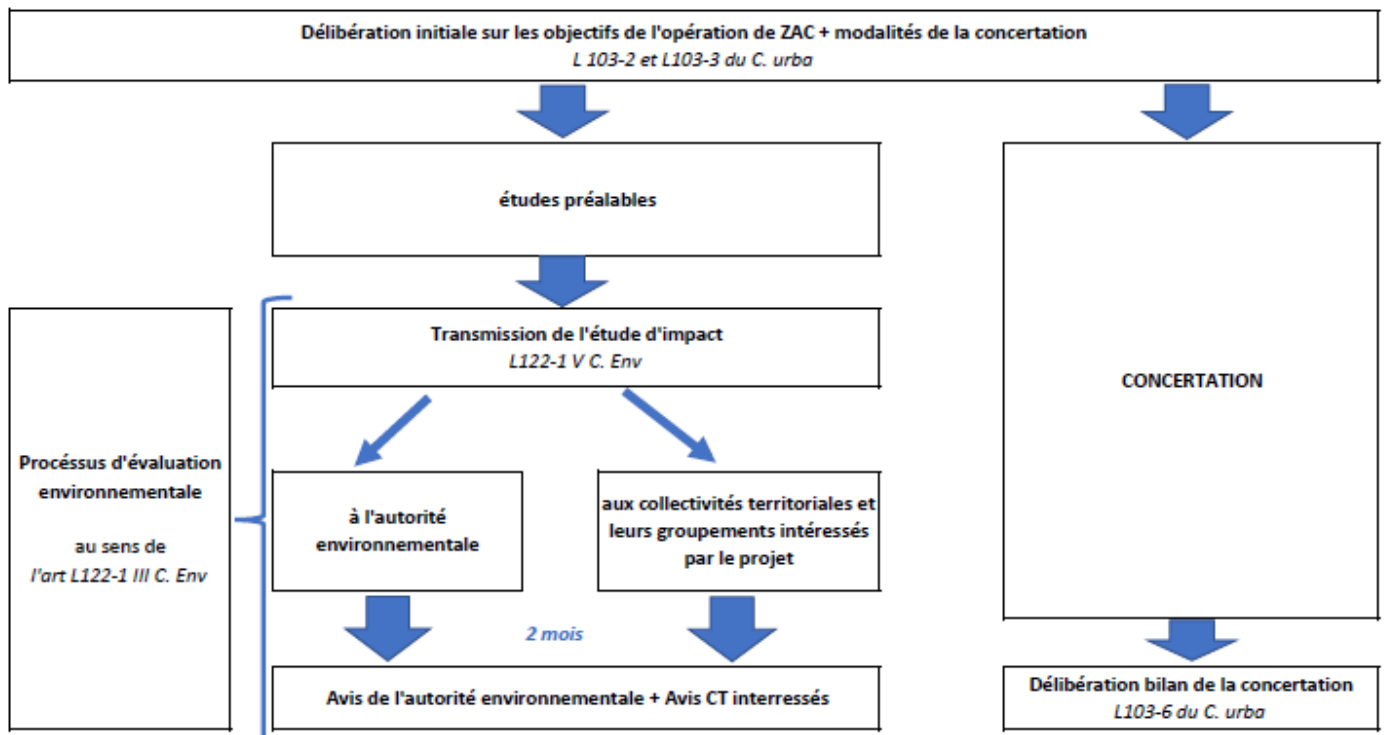 Délibération initiale sur les objectifs de l'opération de ZAC + modalités de la concertation
L 103-2 et L103-3 du C. urba
études préalables
Transmission de l'étude d'impact
L122-1 V C. Env
CONCERTATION
Procéssus d'évaluation
environnementale
au sens de
l'art L122-1 III C. Env
à l'autorité
environnementale
aux collectivités territoriales et
leurs groupements intéressés
par le projet
2 mois
Avis de l'autorité environnementale + Avis CT interressés
Délibération bilan de la concertation
L103-6 du C. urba